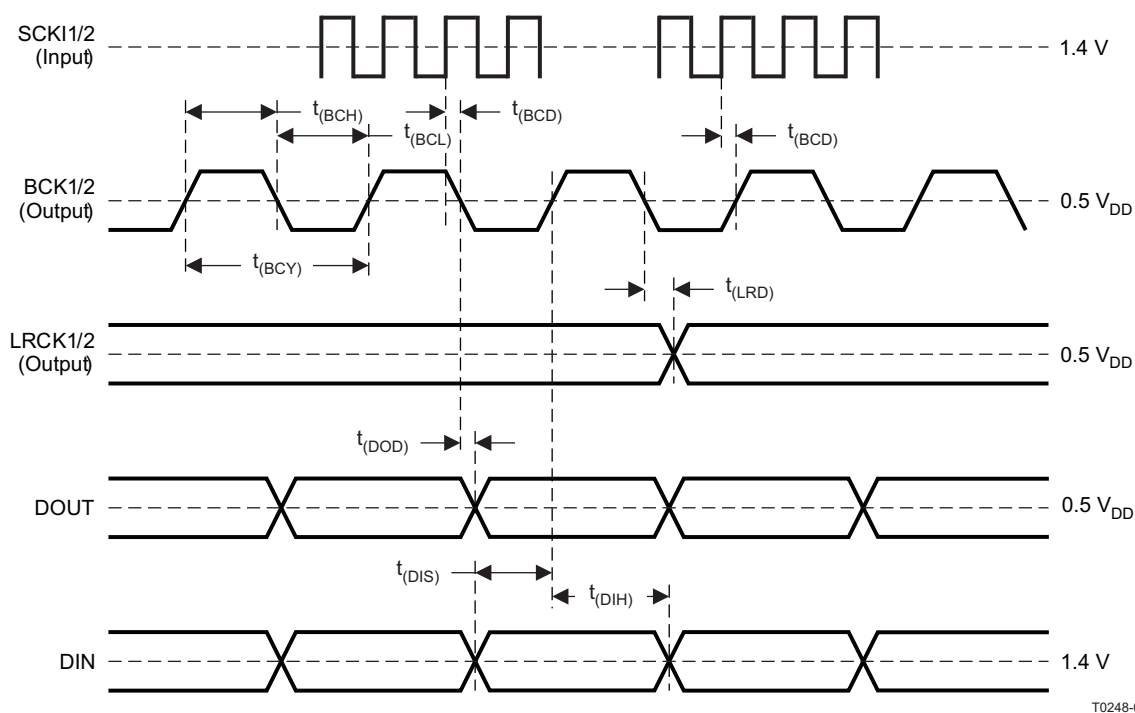 SCKI1/2
(Input)
1.4 V
t(BCH)
t(BCL)
t(BCD)
t(BCD)
BCK1/2
(Output)
0.5 VDD
t(BCY)
t(LRD)
LRCK1/2
(Output)
0.5 VDD
t(DOD)
DOUT
0.5 VDD
t(DIS)
t(DIH)
DIN
1.4 V